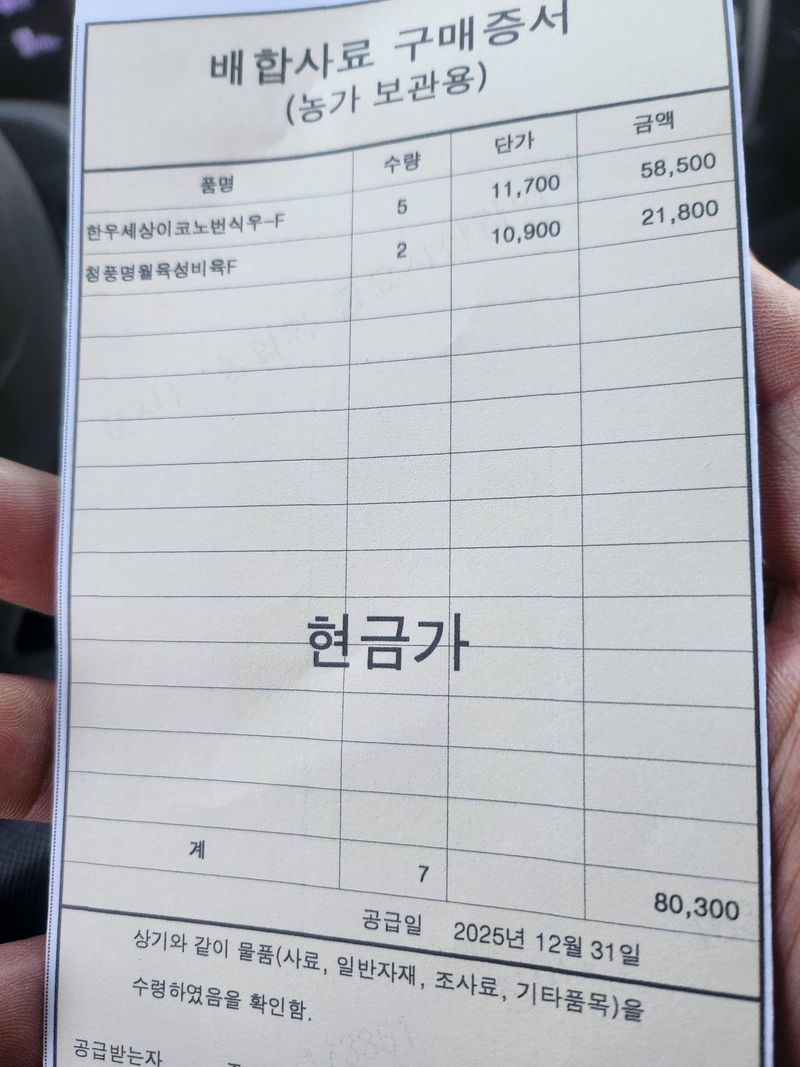 배합사료 구매증서
(농가 보관용)
품명 수량 단가 금액
한우세상이코노번식우-F 5 11,700 58,500
청풍명월육성비육F 2 10,900 21,800
현금가
계 7 80,300
공급일 2025년 12월 31일
상기와 같이 물품(사료, 일반자재, 조사료, 기타품목)을
수령하였음을 확인함.
공급받는자